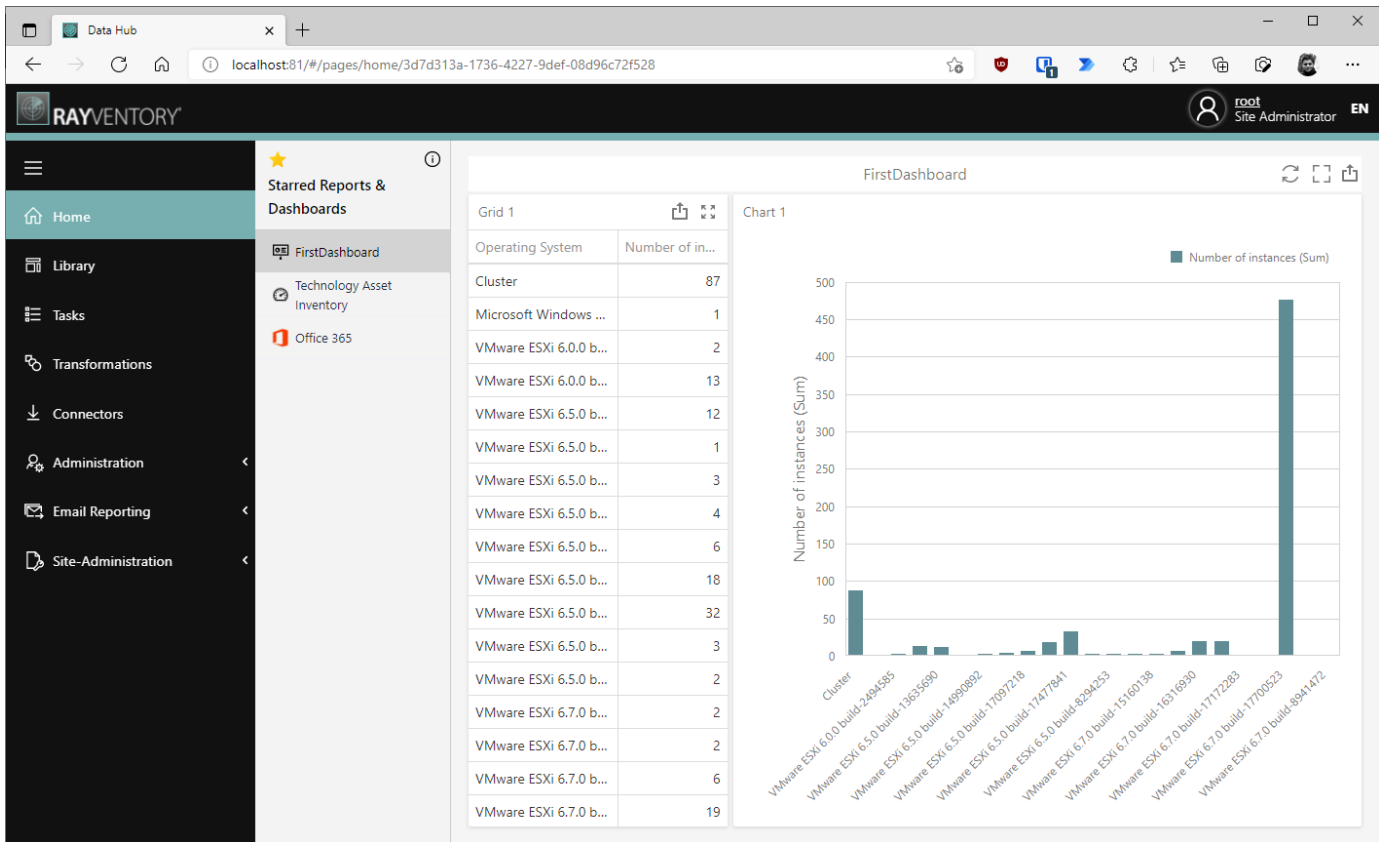 Data Hub
localhost:81/#/pages/home/3d7d313a-1736-4227-9def-08d96c72f528
1
RAYVENTORY
root
Site Administrator
EN
Home
Library
Tasks
Transformations
Connectors
Administration
Email Reporting
Site-Administration
Starred Reports &
Dashboards
FirstDashboard
Technology Asset
Inventory
Office 365
FirstDashboard
Grid 1
Operating System Number of in...
Cluster 87
Microsoft Windows ... 1
VMware ESXi 6.0.0 b... 2
VMware ESXi 6.0.0 b... 13
VMware ESXi 6.5.0 b... 12
VMware ESXi 6.5.0 b... 1
VMware ESXi 6.5.0 b... 3
VMware ESXi 6.5.0 b... 4
VMware ESXi 6.5.0 b... 6
VMware ESXi 6.5.0 b... 18
VMware ESXi 6.5.0 b... 32
VMware ESXi 6.5.0 b... 3
VMware ESXi 6.5.0 b... 2
VMware ESXi 6.7.0 b... 2
VMware ESXi 6.7.0 b... 2
VMware ESXi 6.7.0 b... 6
VMware ESXi 6.7.0 b... 19
Chart 1
Number of instances (Sum)
Number of instances (Sum)
500
450
400
350
300
250
200
150
100
50
0
Cluster
VMware ESXi 6.0.0 build-2494585
VMware ESXi 6.5.0 build-13635690
VMware ESXi 6.5.0 build-14990892
VMware ESXi 6.5.0 build-17097218
VMware ESXi 6.5.0 build-17477841
VMware ESXi 6.5.0 build-8294253
VMware ESXi 6.7.0 build-15160138
VMware ESXi 6.7.0 build-16316930
VMware ESXi 6.7.0 build-17172283
VMware ESXi 6.7.0 build-17700523
VMware ESXi 6.7.0 build-8941472